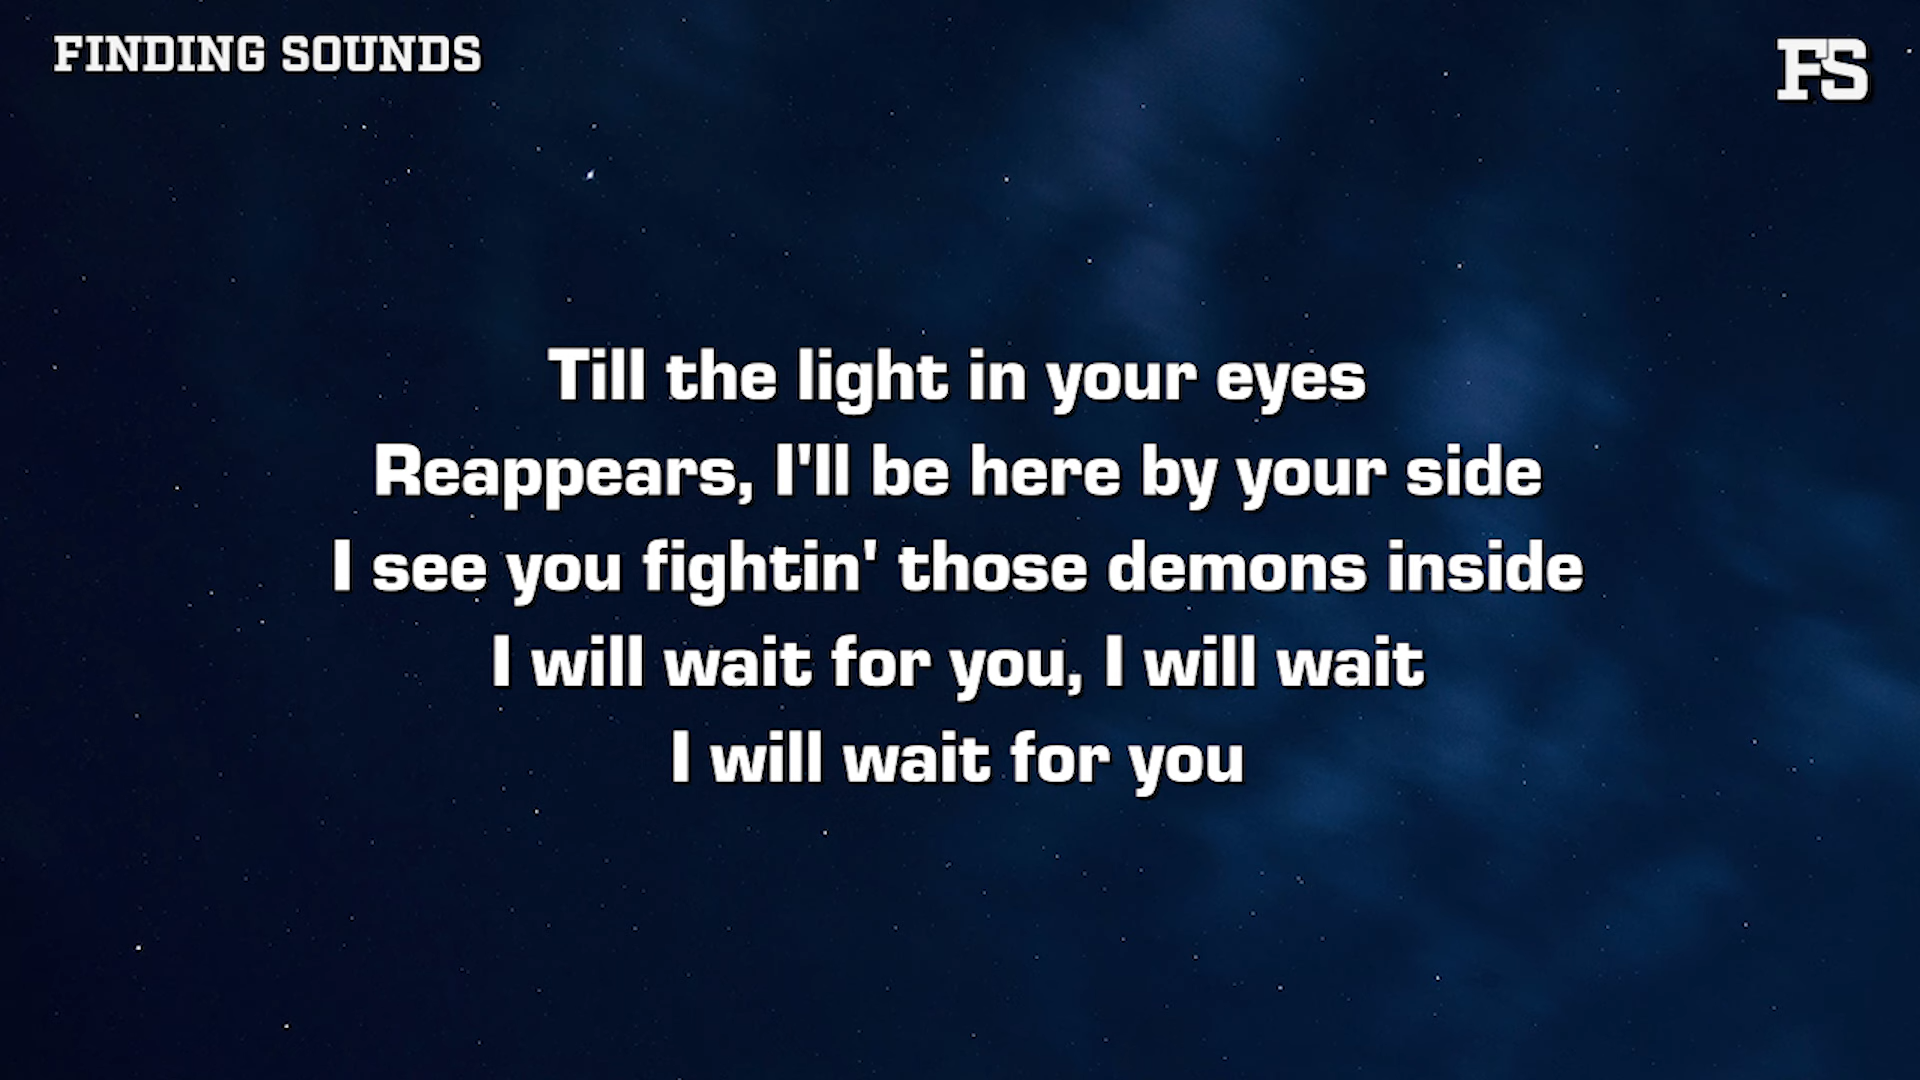 FINDING SOUNDS
FS
Till the light in your eyes
Reappears, I'll be here by your side
I see you fightin' those demons inside
I will wait for you, I will wait
I will wait for you